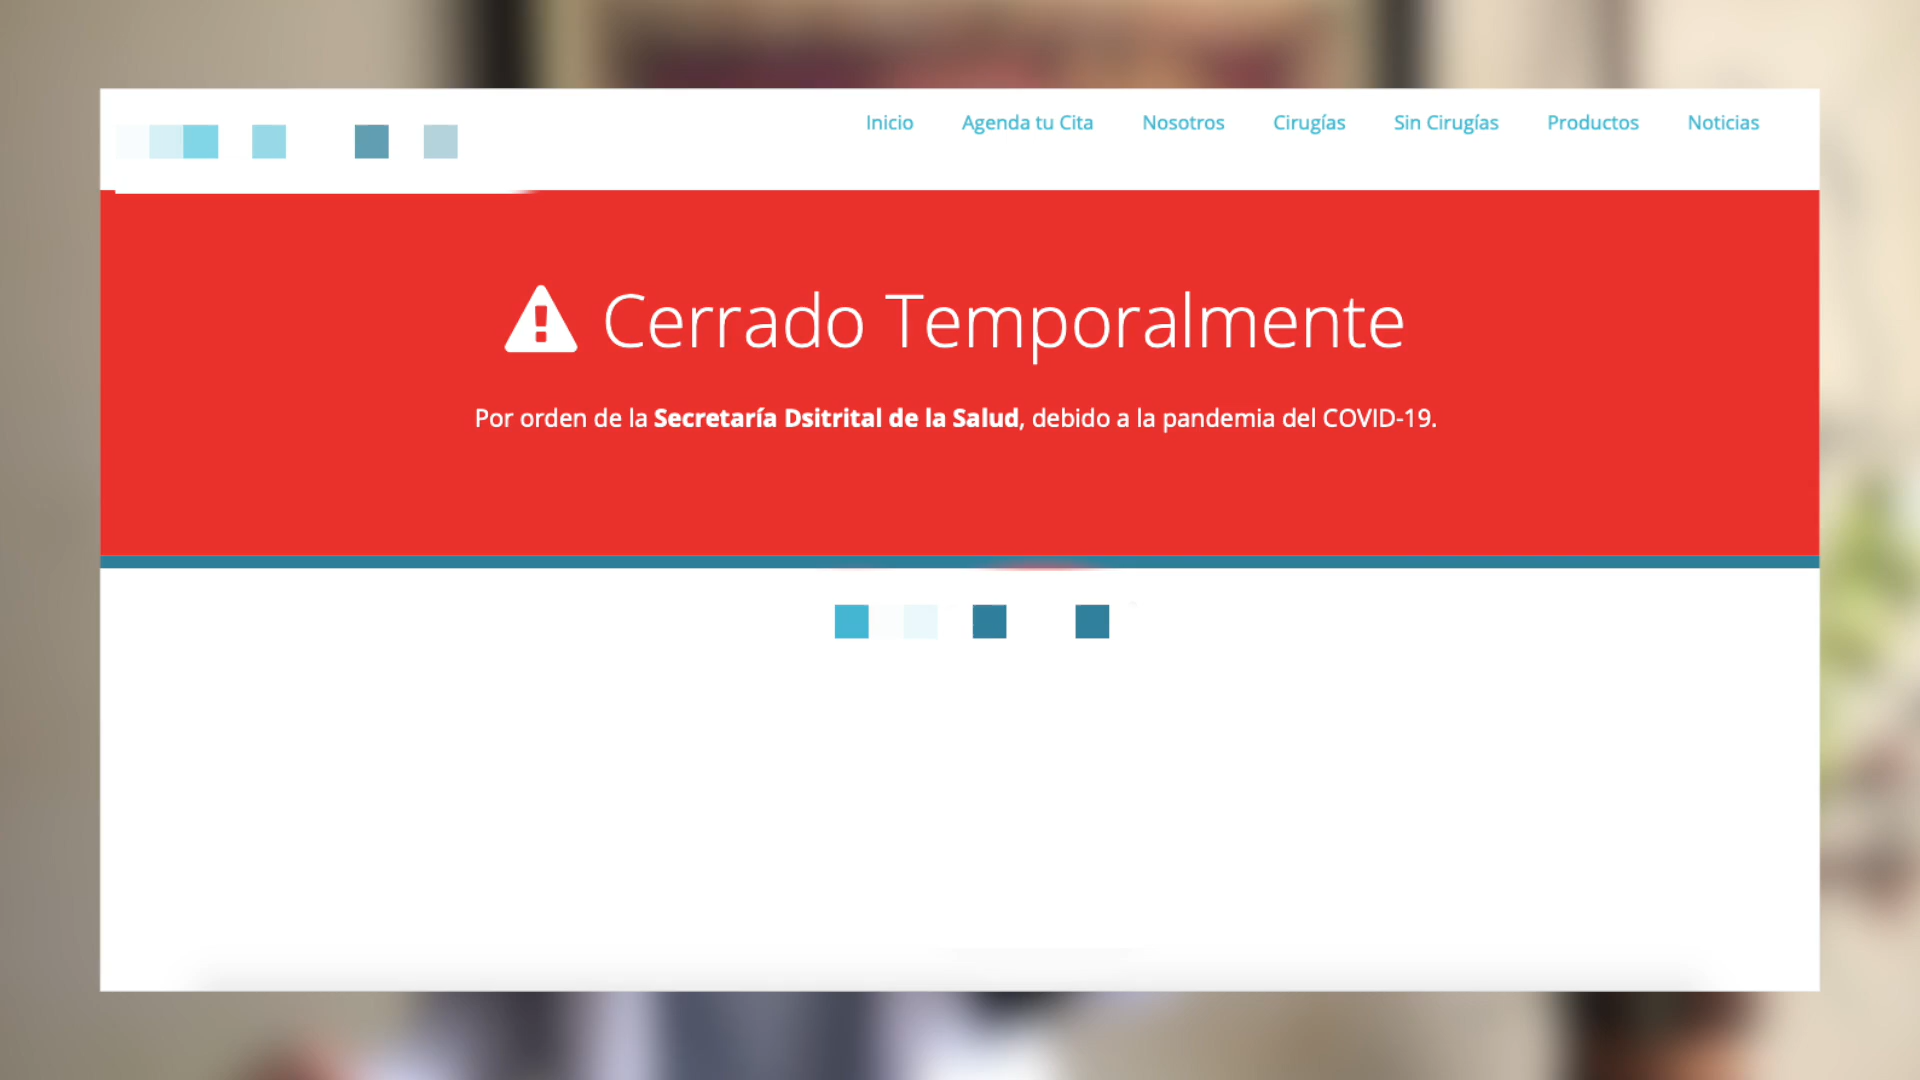 Inicio Agenda tu Cita Nosotros Cirugías Sin Cirugías Productos Noticias
Cerrado Temporalmente
Por orden de la Secretaría Dsitrital de la Salud, debido a la pandemia del COVID-19.